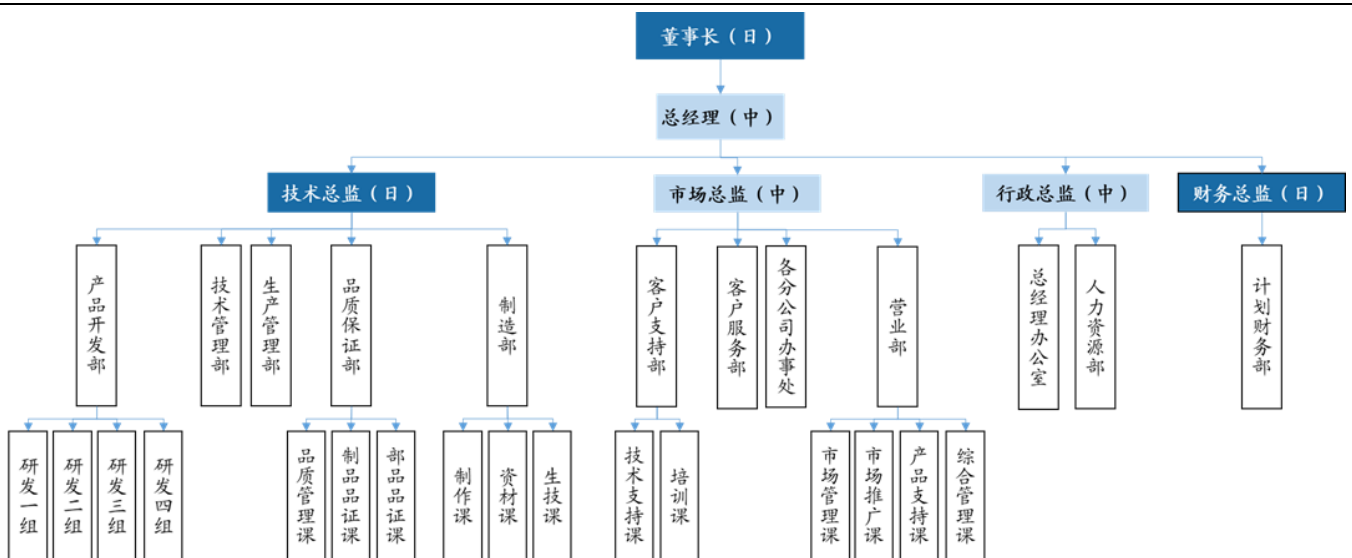 董事长（日）
总经理（中）
技术总监（日）
市场总监（中）
行政总监（中）
财务总监（日）
产品开发部
技术管理部
生产管理部
品质保证部
制造部
客户支持部
客户服务部
各分公司办事处
营业部
总经理办公室
人力资源部
计划财务部
研发一组
研发二组
研发三组
研发四组
品质管理课
制品品证课
部品品证课
制作课
资材课
生技课
技术支持课
培训课
市场管理课
市场推广课
产品支持课
综合管理课